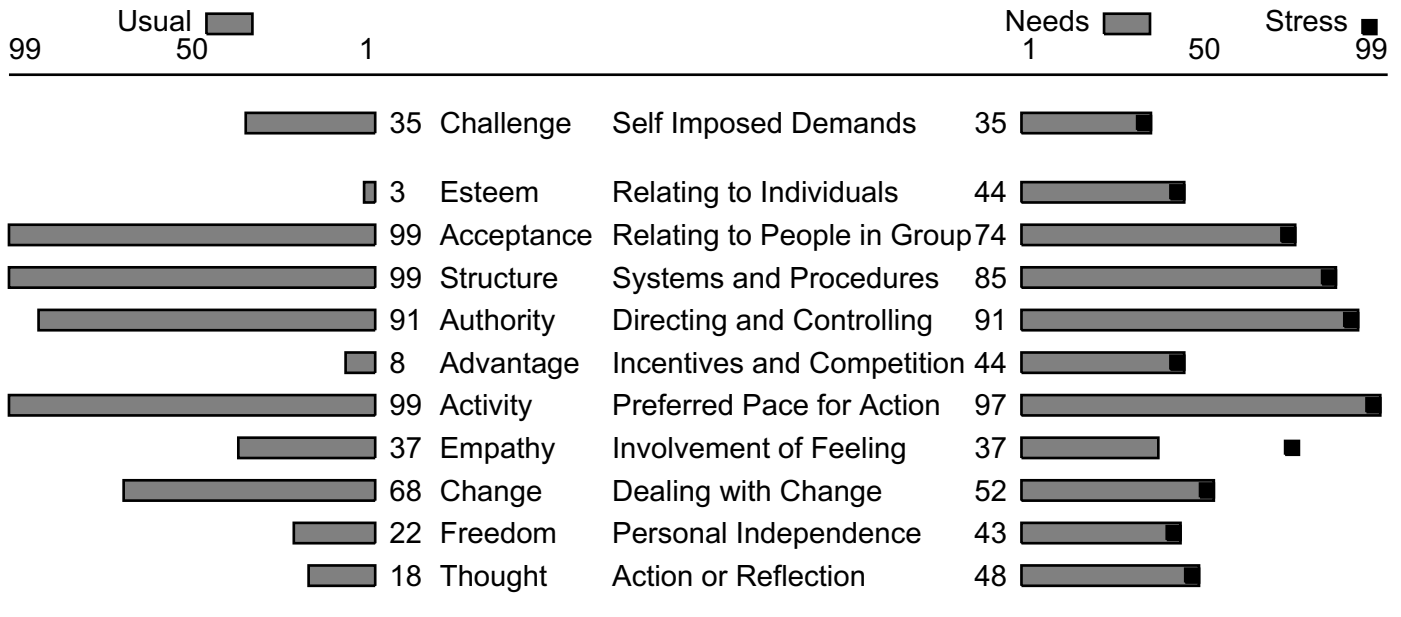 Usual Needs Stress
99 50 1 1 50 99
35 Challenge Self Imposed Demands 35
3 Esteem Relating to Individuals 44
99 Acceptance Relating to People in Group 74
99 Structure Systems and Procedures 85
91 Authority Directing and Controlling 91
8 Advantage Incentives and Competition 44
99 Activity Preferred Pace for Action 97
37 Empathy Involvement of Feeling 37
68 Change Dealing with Change 52
22 Freedom Personal Independence 43
18 Thought Action or Reflection 48